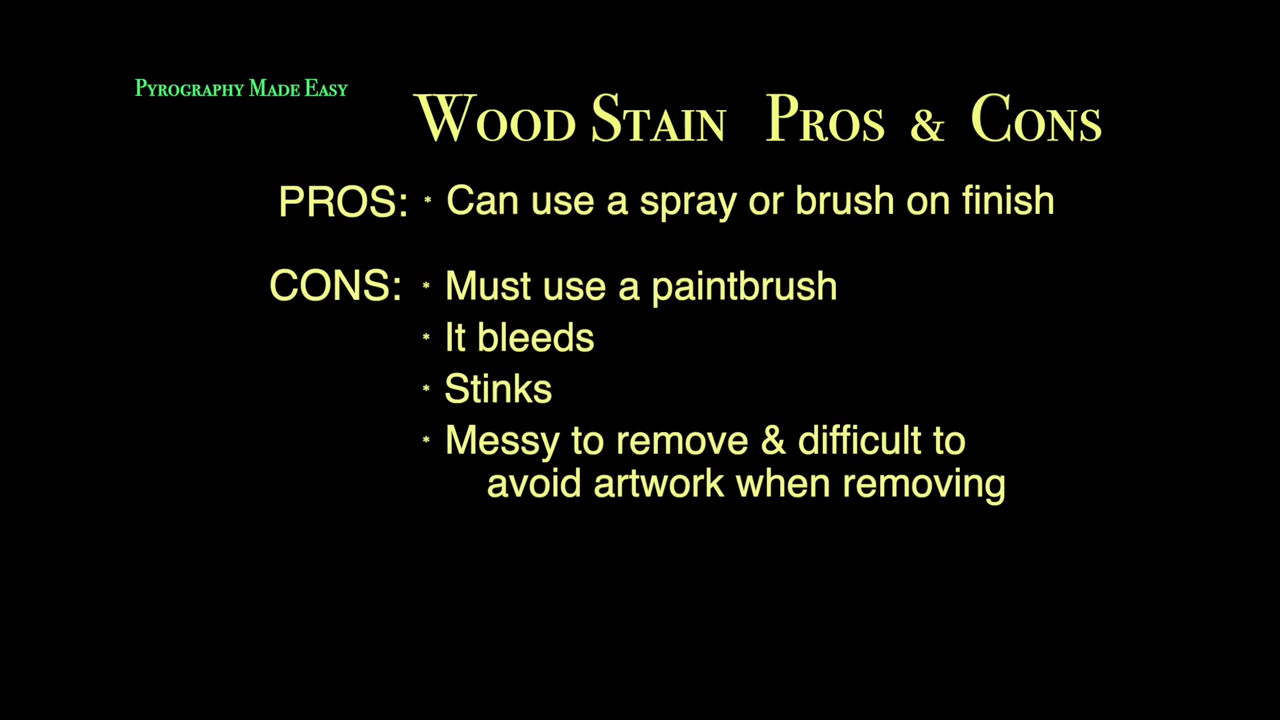 Pyrography Made Easy
Wood Stain Pros & Cons
PROS: * Can use a spray or brush on finish
CONS: * Must use a paintbrush
* It bleeds
* Stinks
* Messy to remove & difficult to
avoid artwork when removing